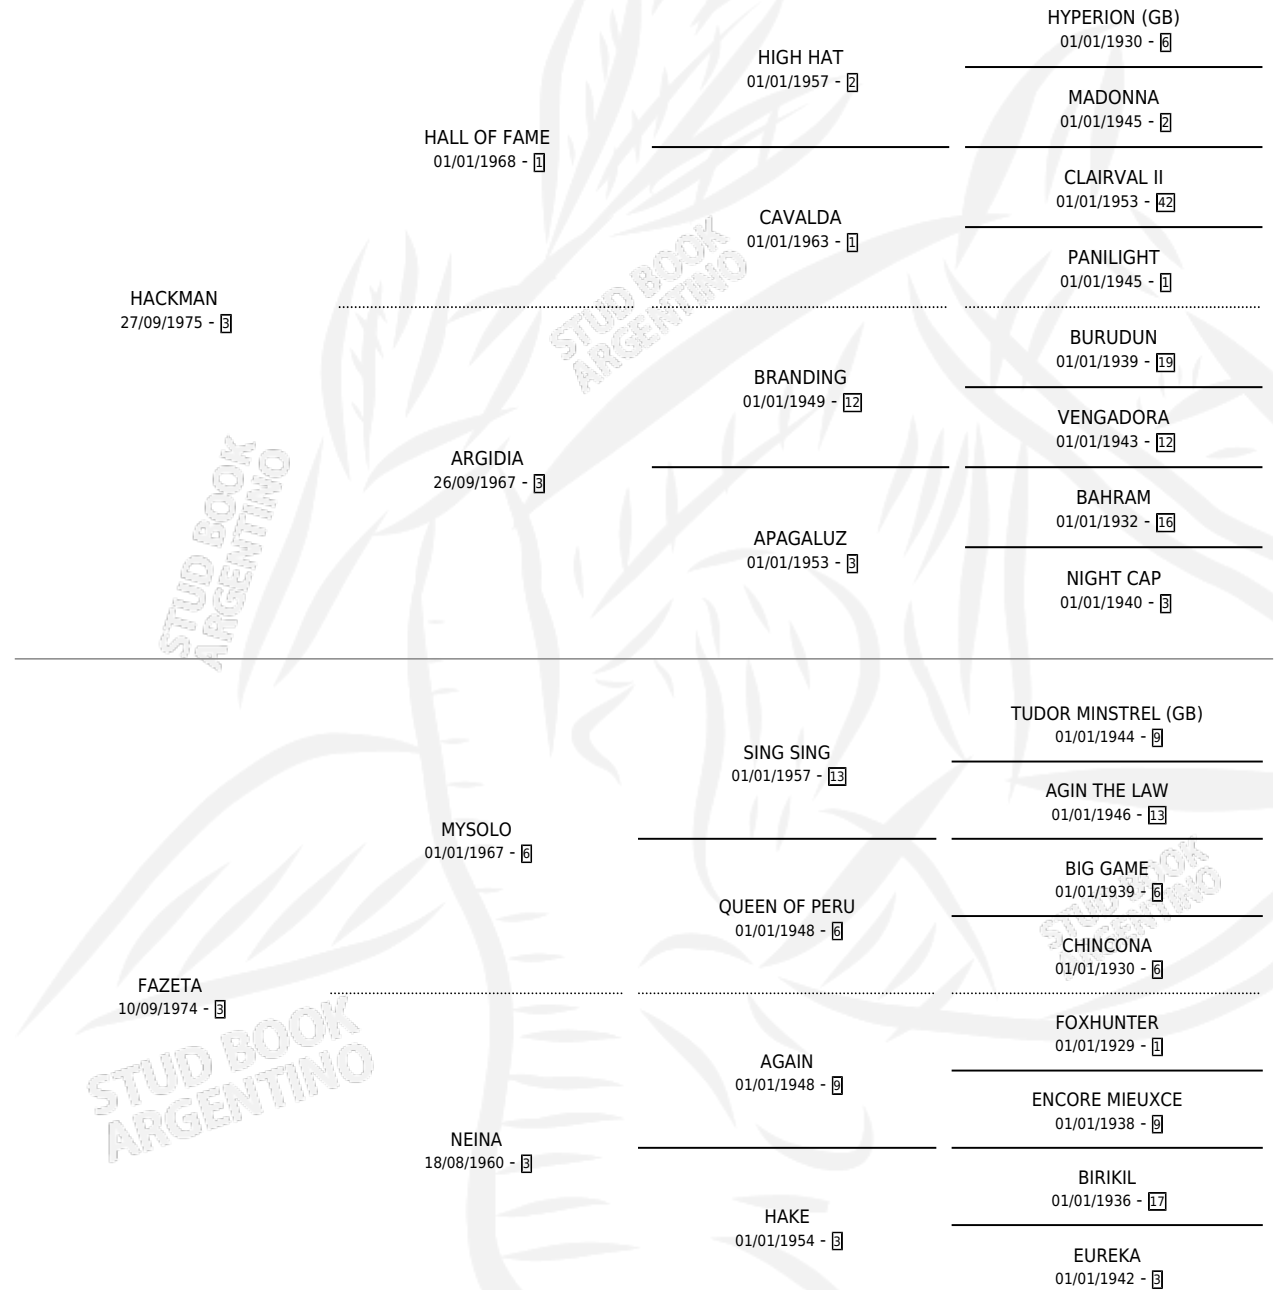 HYPERION (GB)
01/01/1930 - 6
HIGH HAT
01/01/1957 - 2
MADONNA
01/01/1945 - 2
HALL OF FAME
01/01/1968 - 1
CLAIRVAL II
01/01/1953 - 42
CAVALDA
01/01/1963 - 1
PANILIGHT
01/01/1945 - 1
HACKMAN
27/09/1975 - 3
BURUDUN
01/01/1939 - 19
BRANDING
01/01/1949 - 12
VENGADORA
01/01/1943 - 12
ARGIDIA
26/09/1967 - 3
BAHRAM
01/01/1932 - 16
APAGALUZ
01/01/1953 - 3
NIGHT CAP
01/01/1940 - 3
TUDOR MINSTREL (GB)
01/01/1944 - 9
SING SING
01/01/1957 - 13
AGIN THE LAW
01/01/1946 - 13
MYSOLO
01/01/1967 - 6
BIG GAME
01/01/1939 - 6
QUEEN OF PERU
01/01/1948 - 6
CHINCONA
01/01/1930 - 6
FAZETA
10/09/1974 - 3
FOXHUNTER
01/01/1929 - 1
AGAIN
01/01/1948 - 9
ENCORE MIEUXCE
01/01/1938 - 9
NEINA
18/08/1960 - 3
BIRIKIL
01/01/1936 - 17
HAKE
01/01/1954 - 3
EUREKA
01/01/1942 - 3
STUD BOOK
ARGENTINO
STUD BOOK
ARGENTINO
STUD BOOK
ARGENTINO
STUD BOOK
ARGENTINO